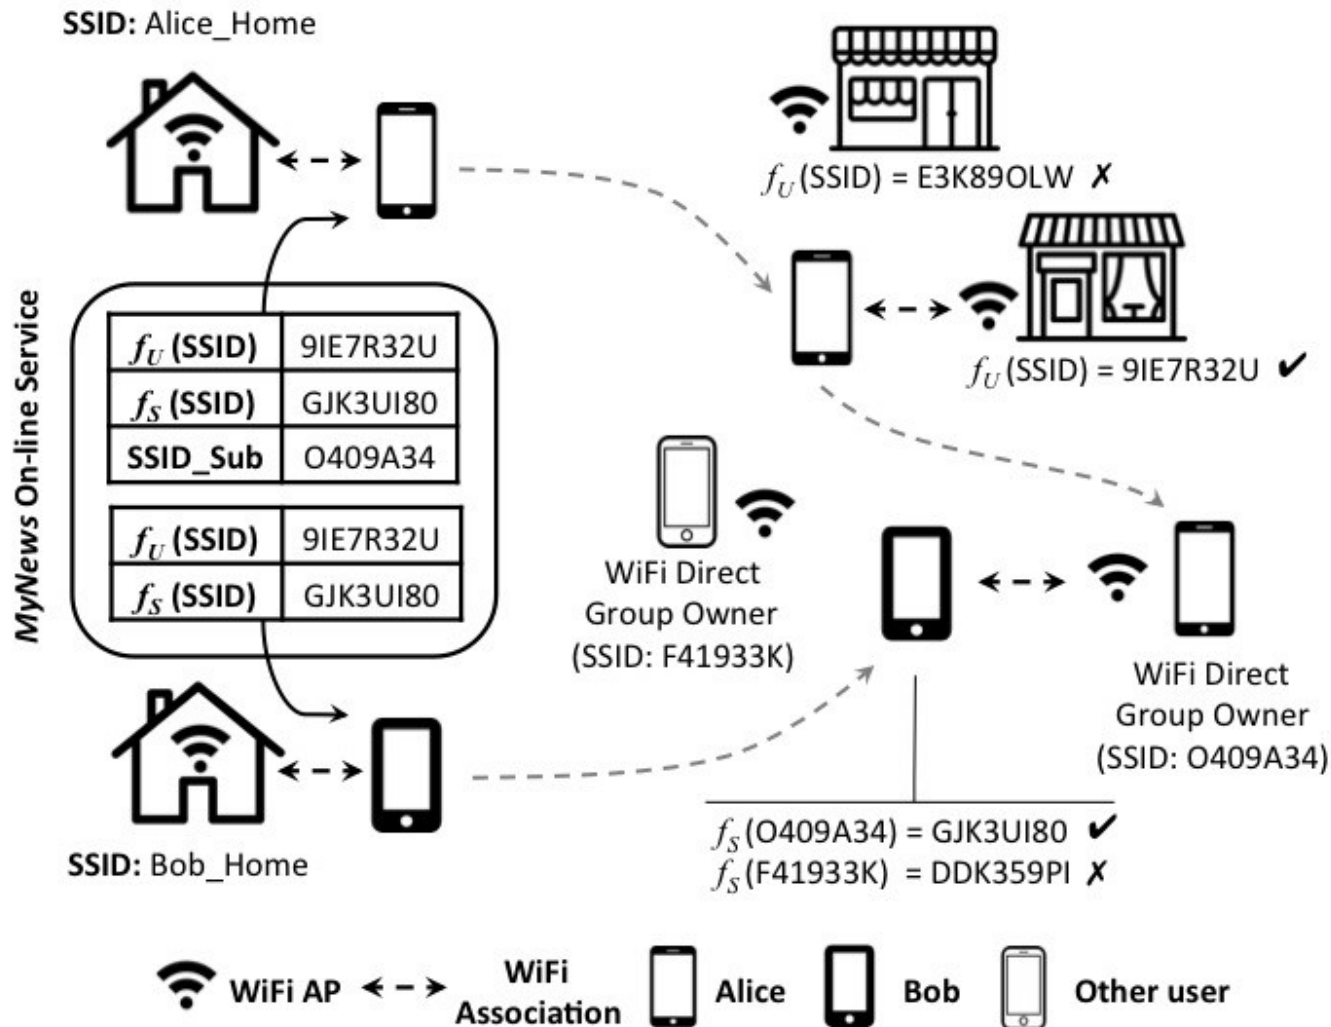 SSID: Alice_Home
f_U(SSID) = E3K89OLW ✗
f_U(SSID) = 9IE7R32U ✔
MyNews On-line Service
f_U (SSID) 9IE7R32U
f_S (SSID) GJK3UI80
SSID_Sub O409A34
f_U (SSID) 9IE7R32U
f_S (SSID) GJK3UI80
WiFi Direct
Group Owner
(SSID: F41933K)
WiFi Direct
Group Owner
(SSID: O409A34)
SSID: Bob_Home
f_S(O409A34) = GJK3UI80 ✔
f_S(F41933K) = DDK359PI ✗
WiFi AP
WiFi
Association
Alice
Bob
Other user